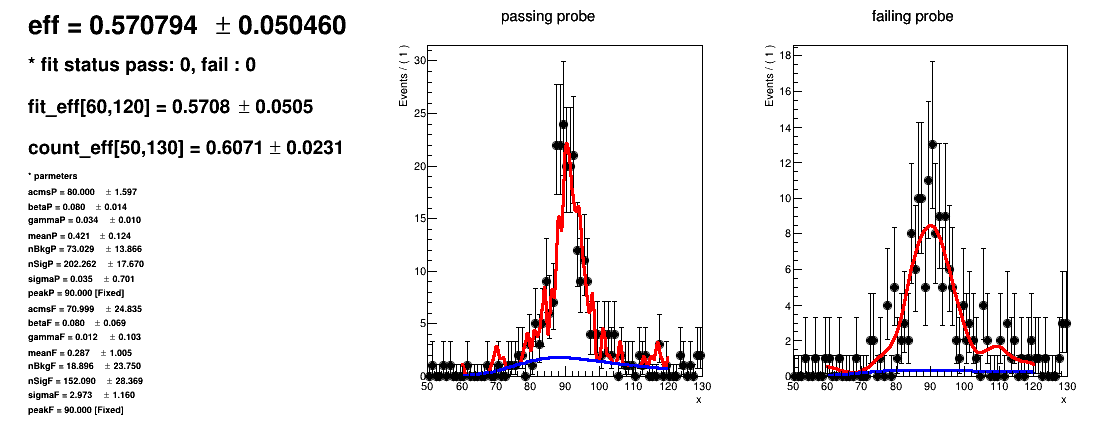 eff = 0.570794 ± 0.050460
* fit status pass: 0, fail : 0
fit_eff[60,120] = 0.5708 ± 0.0505
count_eff[50,130] = 0.6071 ± 0.0231
* parmeters
acmsP = 80.000 ± 1.597
betaP = 0.080 ± 0.014
gammaP = 0.034 ± 0.010
meanP = 0.421 ± 0.124
nBkgP = 73.029 ± 13.866
nSigP = 202.262 ± 17.670
sigmaP = 0.035 ± 0.701
peakP = 90.000 [Fixed]
acmsF = 70.999 ± 24.835
betaF = 0.080 ± 0.069
gammaF = 0.012 ± 0.103
meanF = 0.287 ± 1.005
nBkgF = 18.896 ± 23.750
nSigF = 152.090 ± 28.369
sigmaF = 2.973 ± 1.160
peakF = 90.000 [Fixed]
passing probe
Events / ( 1 )
30
25
20
15
10
5
0
50 60 70 80 90 100 110 120 130
x
failing probe
Events / ( 1 )
18
16
14
12
10
8
6
4
2
0
50 60 70 80 90 100 110 120 130
x